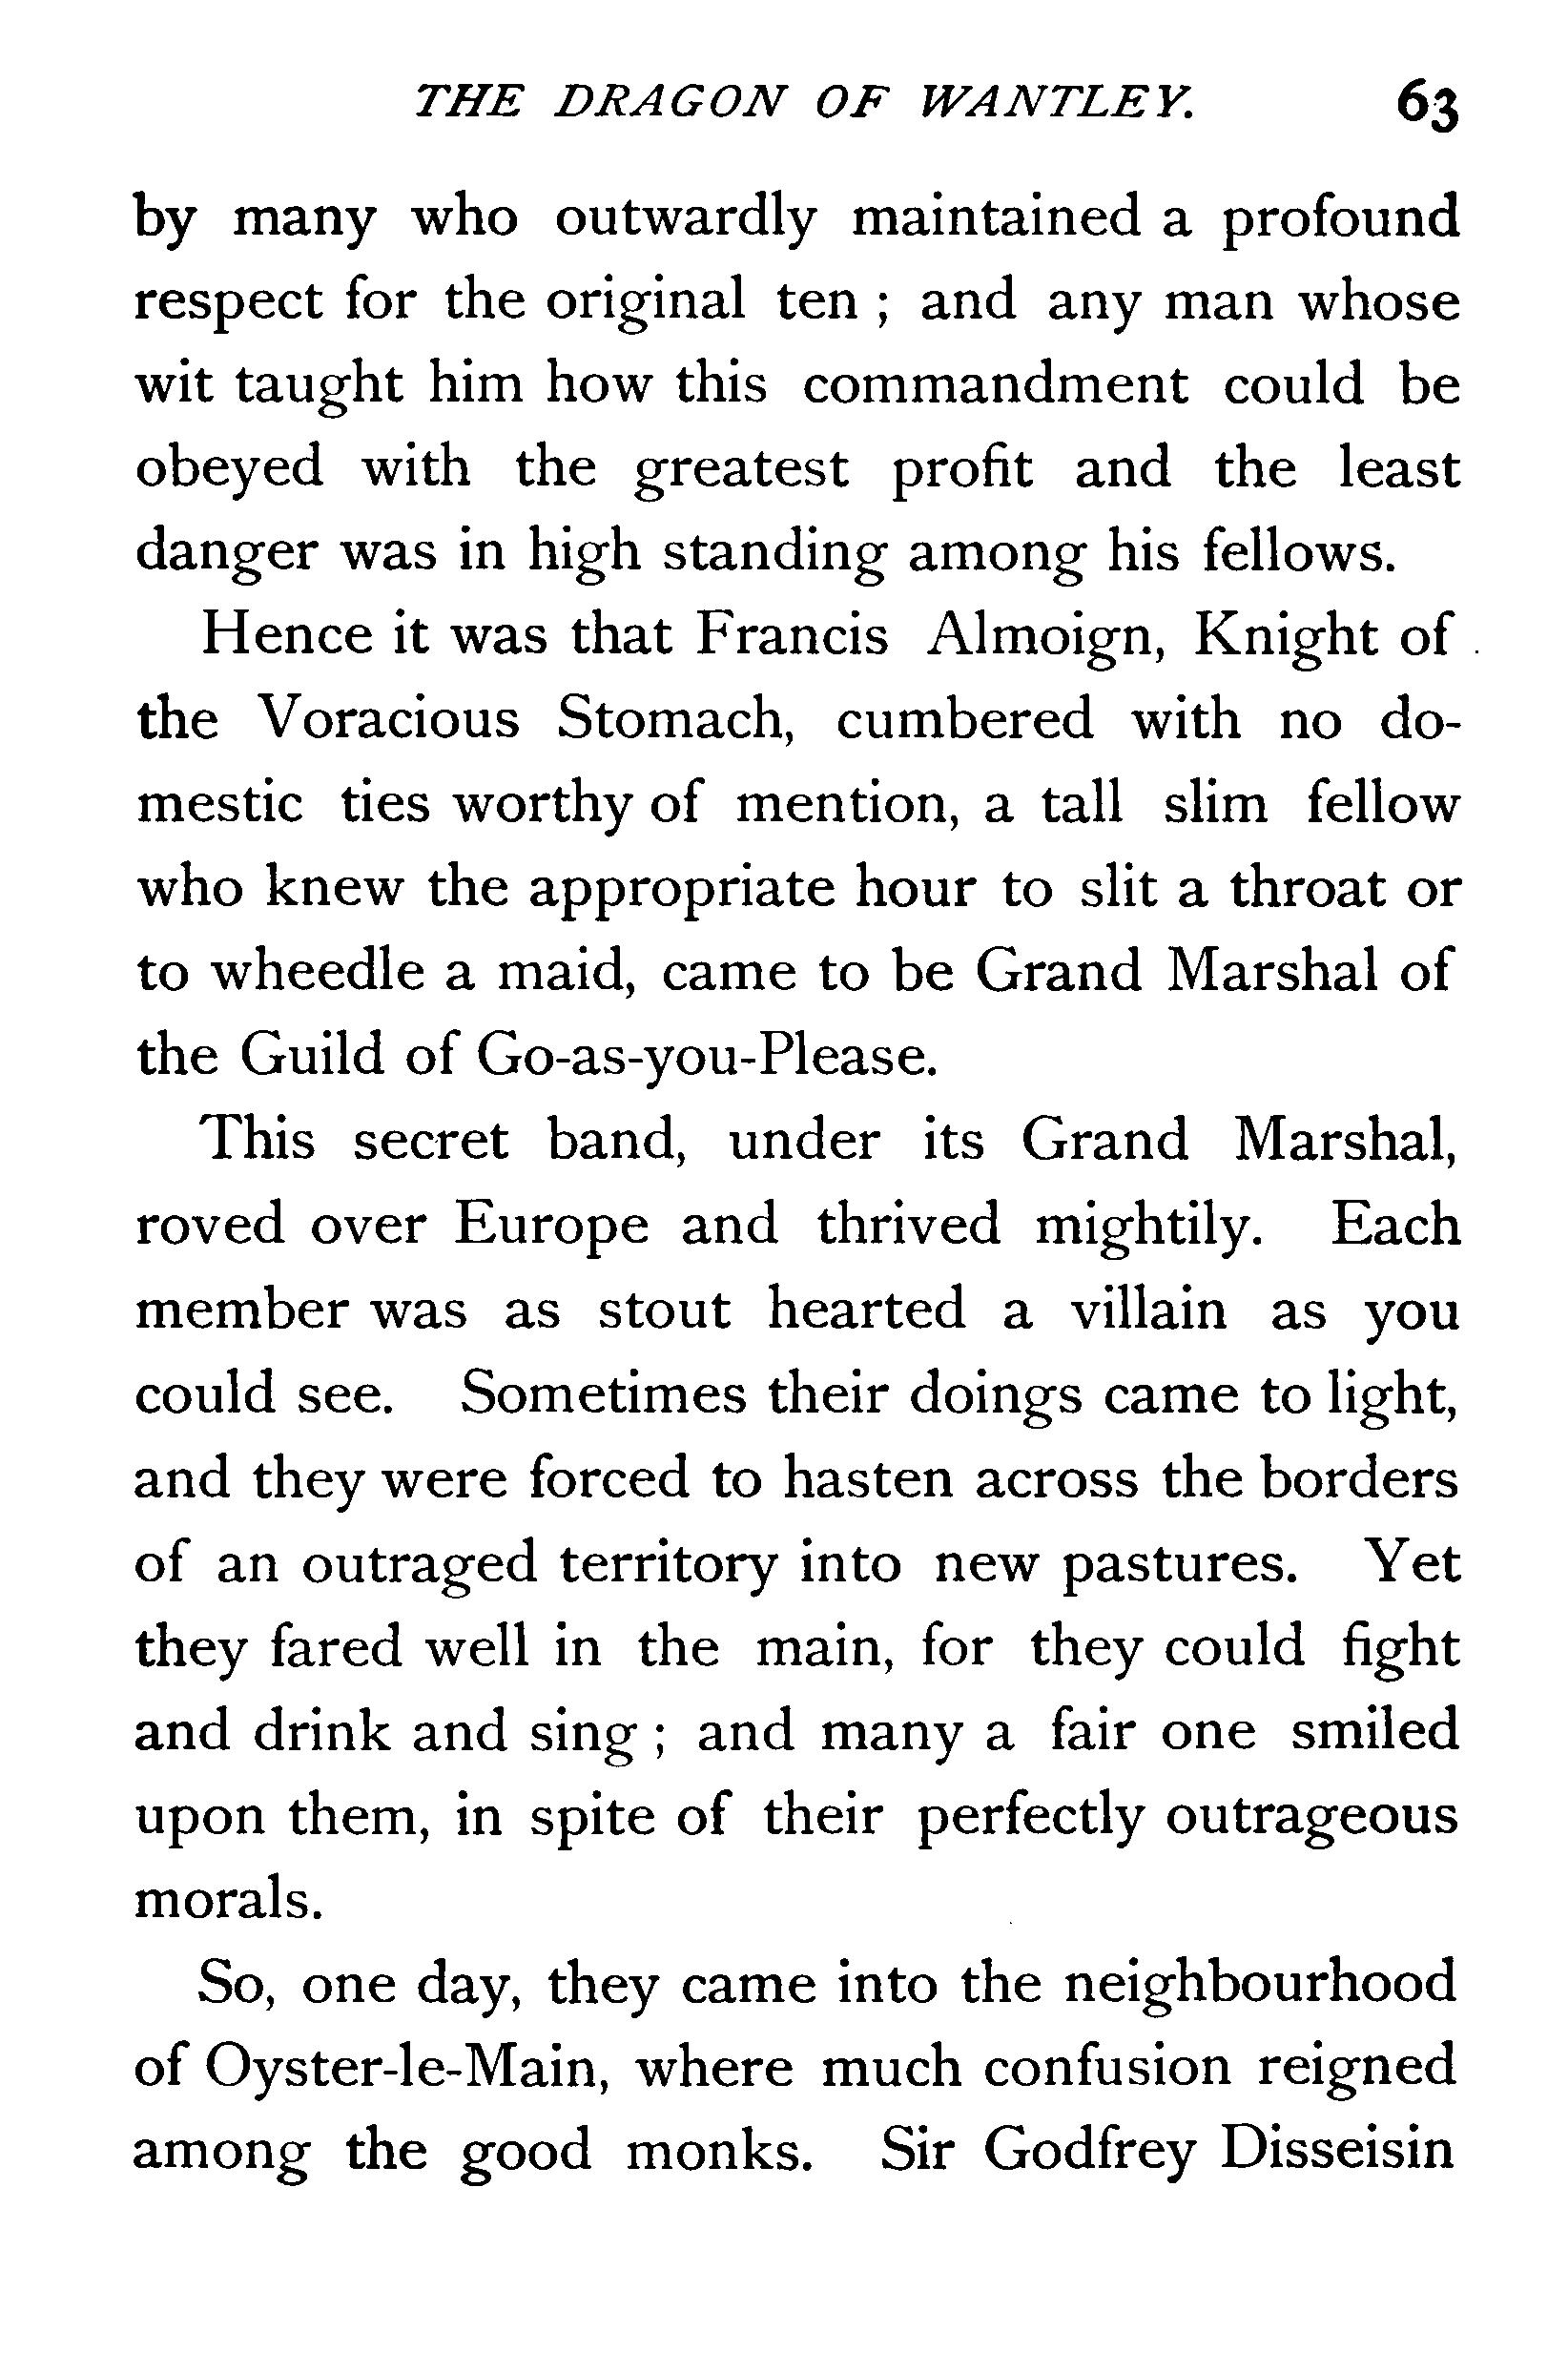 THE DRAGON OF WANTLEY. 63
by many who outwardly maintained a profound
respect for the original ten ; and any man whose
wit taught him how this commandment could be
obeyed with the greatest profit and the least
danger was in high standing among his fellows.
Hence it was that Francis Almoign, Knight of
the Voracious Stomach, cumbered with no do-
mestic ties worthy of mention, a tall slim fellow
who knew the appropriate hour to slit a throat or
to wheedle a maid, came to be Grand Marshal of
the Guild of Go-as-you-Please.
This secret band, under its Grand Marshal,
roved over Europe and thrived mightily. Each
member was as stout hearted a villain as you
could see. Sometimes their doings came to light,
and they were forced to hasten across the borders
of an outraged territory into new pastures. Yet
they fared well in the main, for they could fight
and drink and sing ; and many a fair one smiled
upon them, in spite of their perfectly outrageous
morals.
So, one day, they came into the neighbourhood
of Oyster-le-Main, where much confusion reigned
among the good monks. Sir Godfrey Disseisin